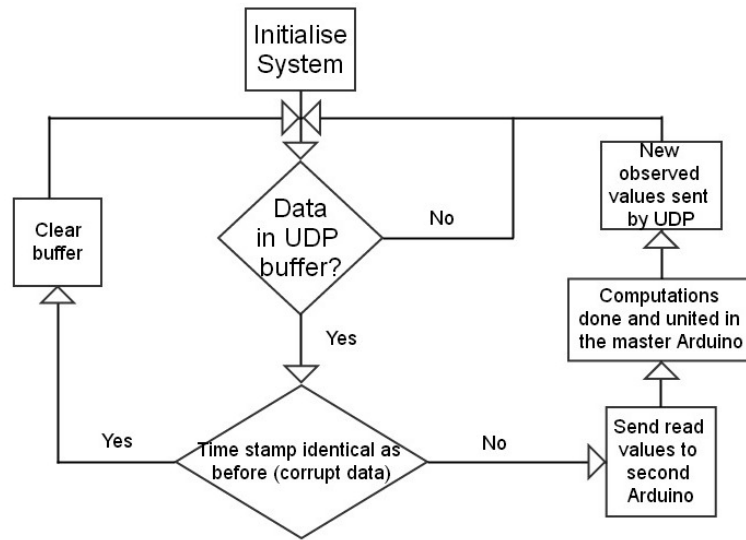 Initialise
System
Data
in UDP
buffer?
No
Yes
Time stamp identical as
before (corrupt data)
Yes
Clear
buffer
No
Send read
values to
second
Arduino
Computations
done and united in
the master Arduino
New
observed
values sent
by UDP